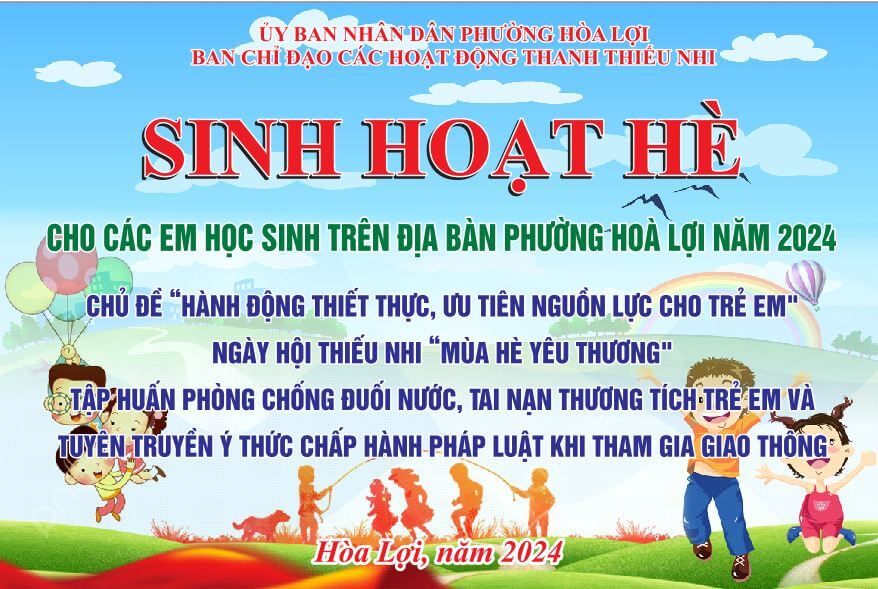 ỦY BAN NHÂN DÂN PHƯỜNG HÒA LỢI
BAN CHỈ ĐẠO CÁC HOẠT ĐỘNG THANH THIẾU NHI
SINH HOẠT HÈ
CHO CÁC EM HỌC SINH TRÊN ĐỊA BÀN PHƯỜNG HOÀ LỢI NĂM 2024
CHỦ ĐỀ “HÀNH ĐỘNG THIẾT THỰC, ƯU TIÊN NGUỒN LỰC CHO TRẺ EM"
NGÀY HỘI THIẾU NHI “MÙA HÈ YÊU THƯƠNG"
TẬP HUẤN PHÒNG CHỐNG ĐUỐI NƯỚC, TAI NẠN THƯƠNG TÍCH TRẺ EM VÀ
TUYÊN TRUYỀN Ý THỨC CHẤP HÀNH PHÁP LUẬT KHI THAM GIA GIAO THÔNG
Hòa Lợi, năm 2024